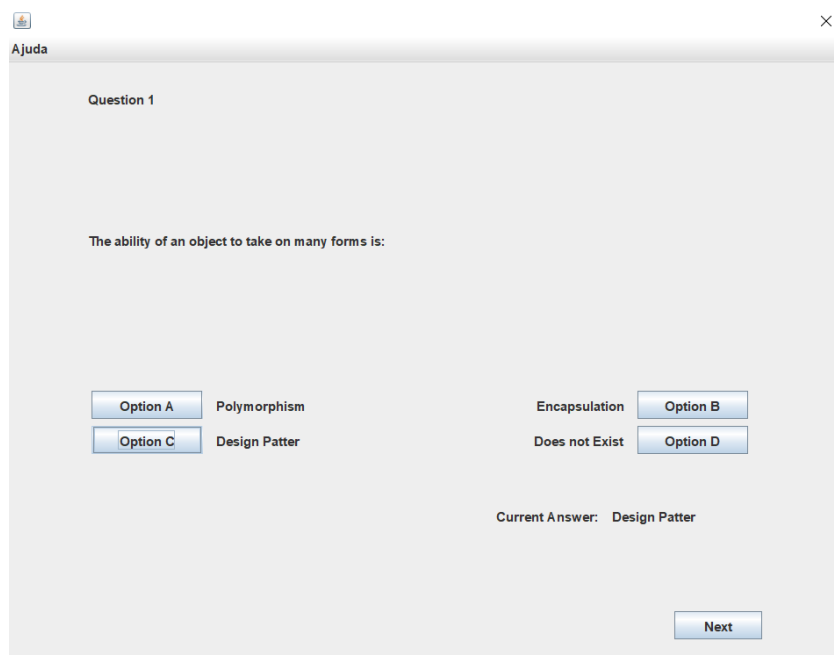 Ajuda
Question 1
The ability of an object to take on many forms is:
Option A Polymorphism Encapsulation Option B
Option C Design Patter Does not Exist Option D
Current Answer: Design Patter
Next